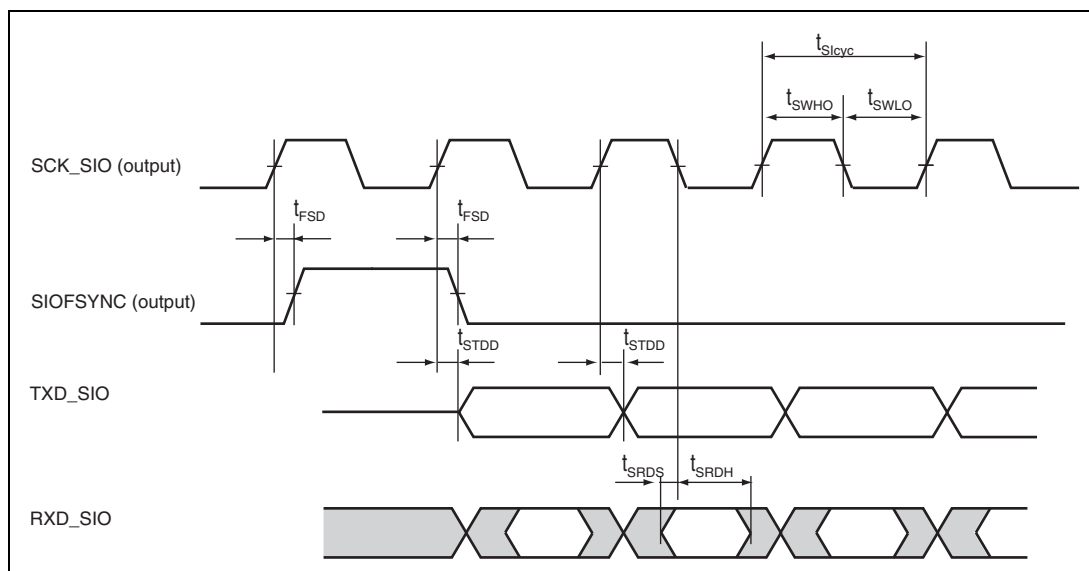 tSIcyc
tSWHO tSWLO
SCK_SIO (output)
tFSD tFSD
SIOFSYNC (output)
tSTDD tSTDD
TXD_SIO
tSRDS tSRDH
RXD_SIO